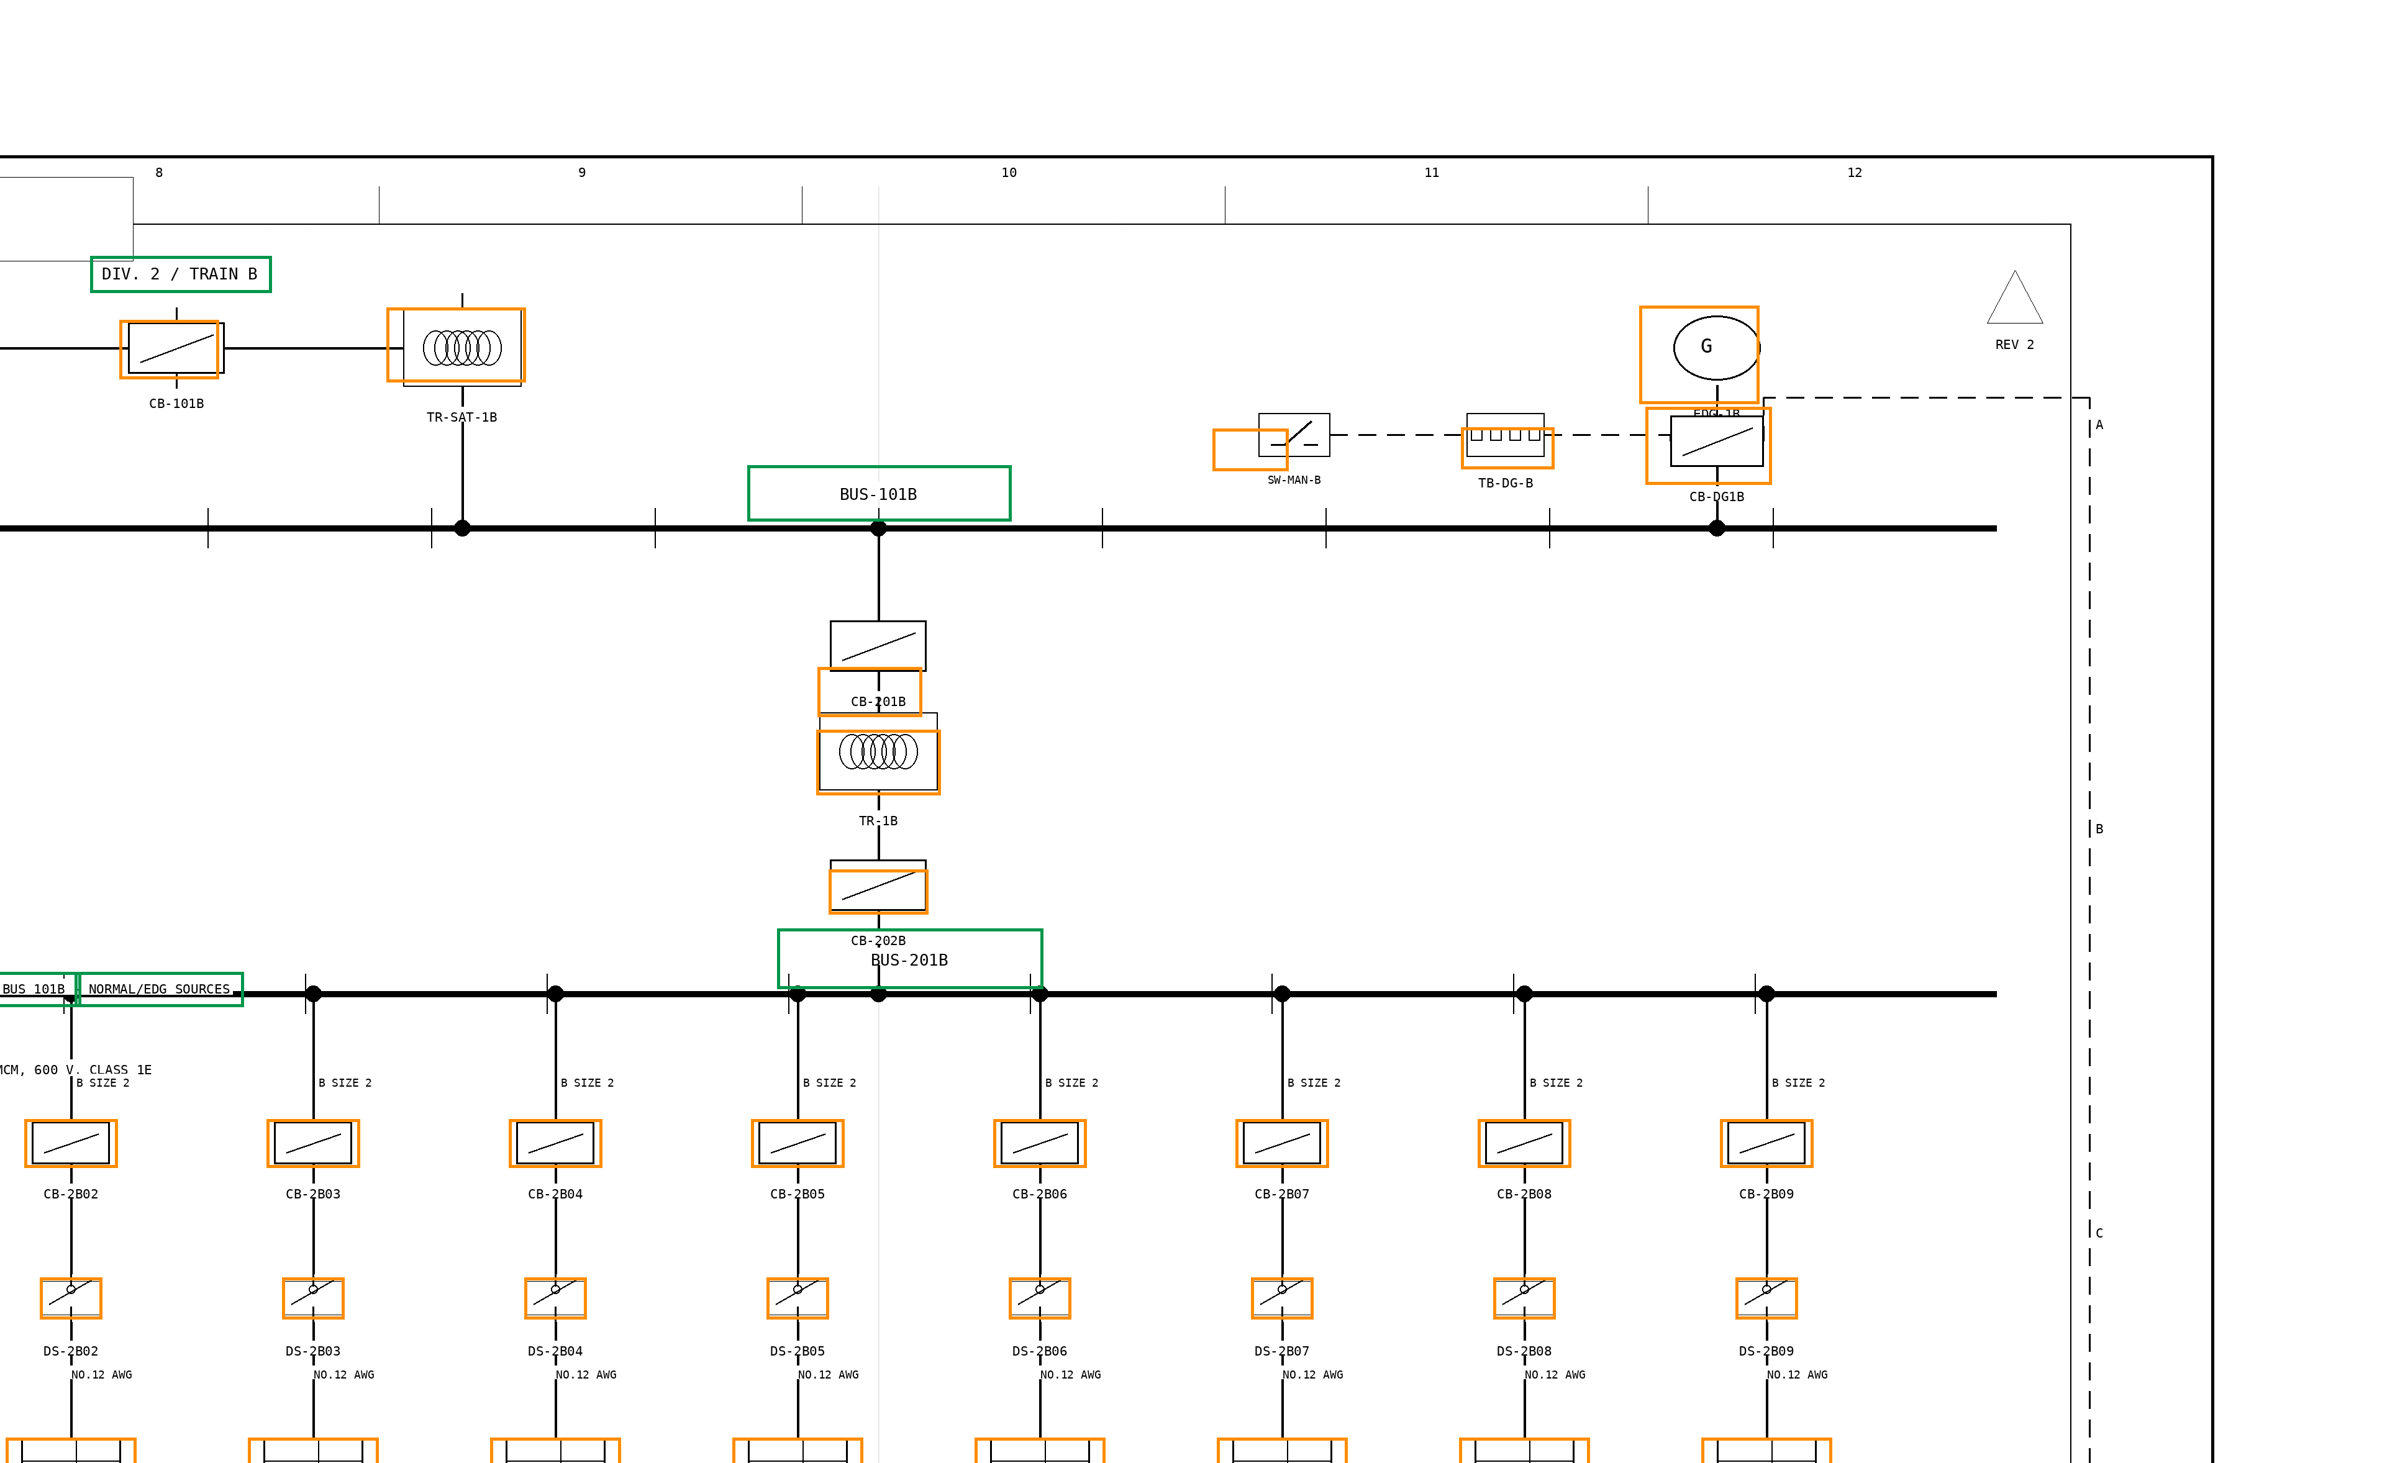 8 9 10 11 12
DIV. 2 / TRAIN B
G
REV 2
CB-101B
TR-SAT-1B
EDG-1B
A
SW-MAN-B
TB-DG-B
CB-DG1B
BUS-101B
CB-201B
TR-1B
B
CB-202B
BUS-201B
BUS 101B NORMAL/EDG SOURCES
MCM, 600 V. CLASS 1E
B SIZE 2 B SIZE 2 B SIZE 2 B SIZE 2 B SIZE 2 B SIZE 2 B SIZE 2 B SIZE 2
CB-2B02 CB-2B03 CB-2B04 CB-2B05 CB-2B06 CB-2B07 CB-2B08 CB-2B09
C
DS-2B02 DS-2B03 DS-2B04 DS-2B05 DS-2B06 DS-2B07 DS-2B08 DS-2B09
NO.12 AWG NO.12 AWG NO.12 AWG NO.12 AWG NO.12 AWG NO.12 AWG NO.12 AWG NO.12 AWG